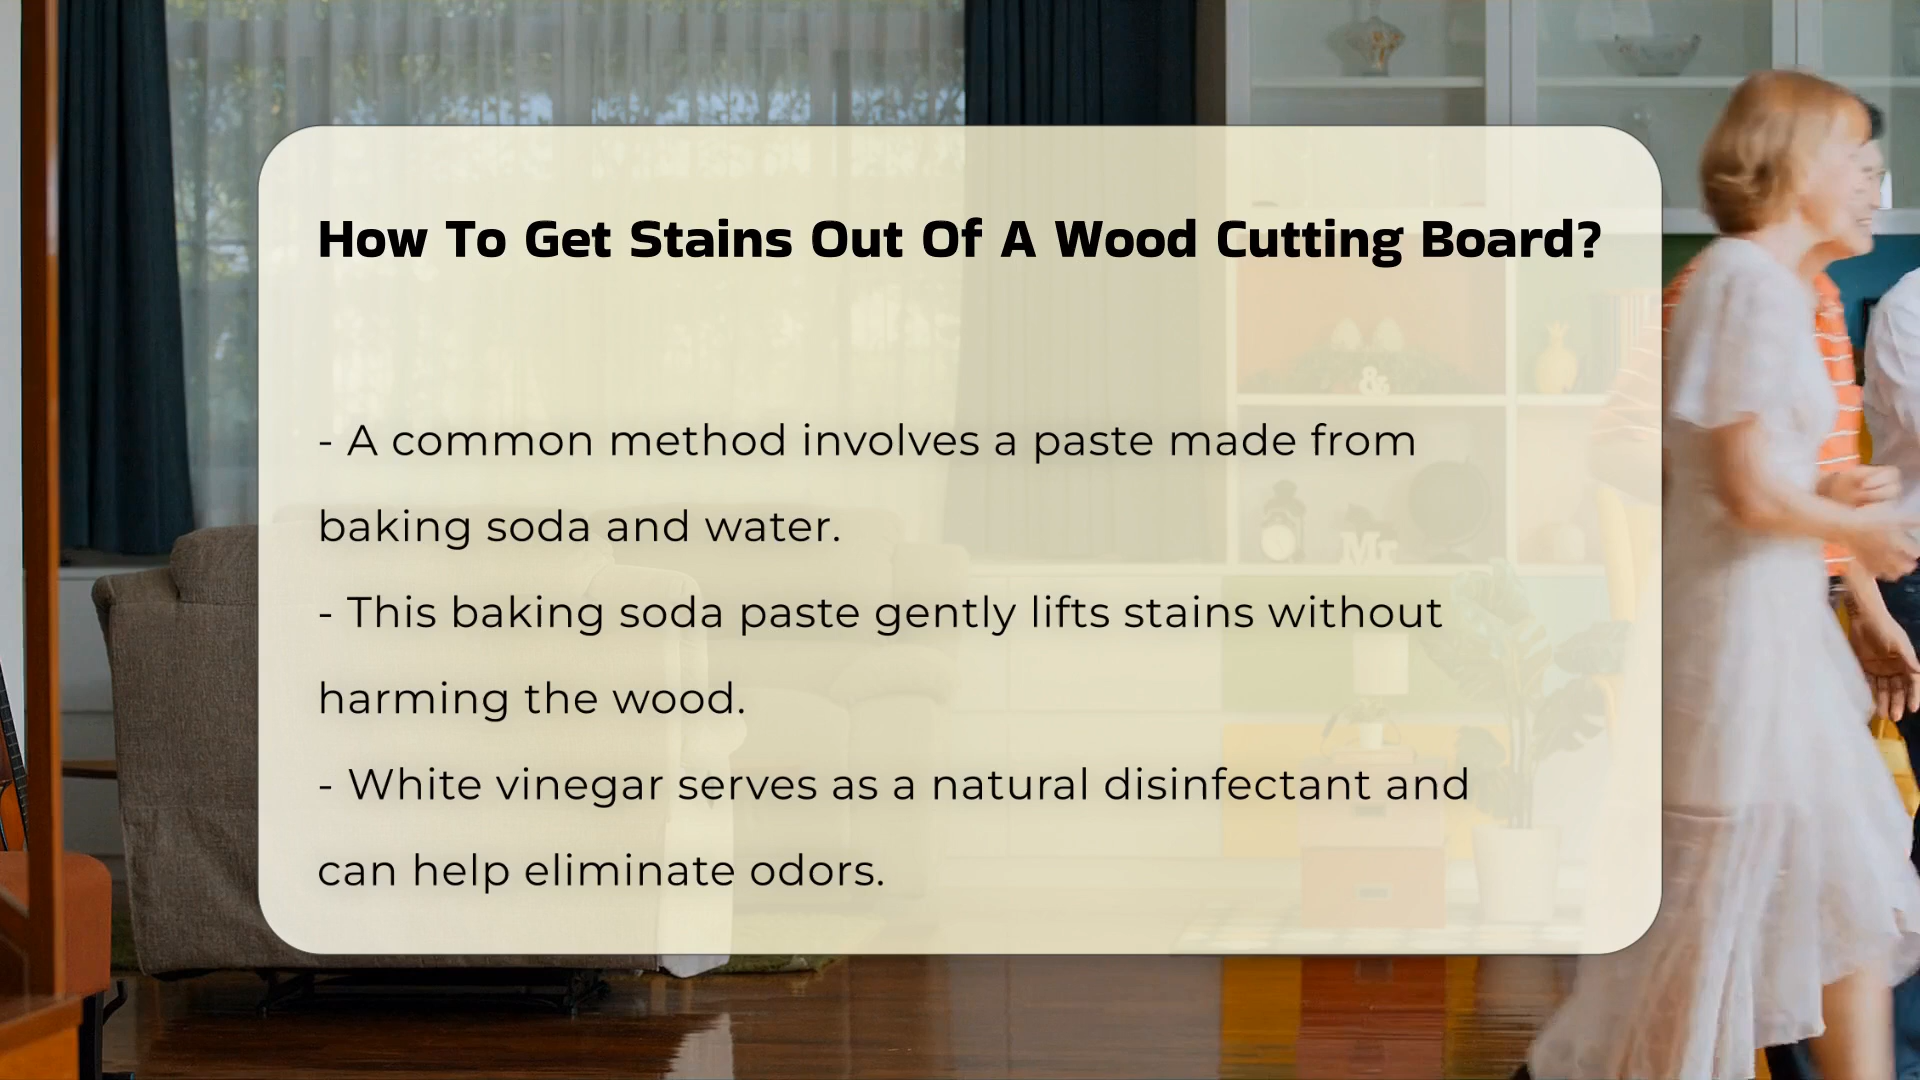 How To Get Stains Out Of A Wood Cutting Board?
- A common method involves a paste made from
baking soda and water.
- This baking soda paste gently lifts stains without
harming the wood.
- White vinegar serves as a natural disinfectant and
can help eliminate odors.
&
Mr